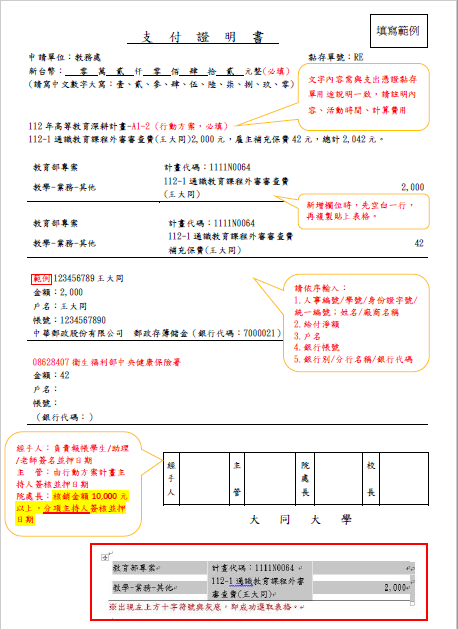 填寫範例
支 付 證 明 書
申請單位：教務處
黏存單號：RE
新台幣： 零 萬 貳 仟 零 佰 肆 拾 貳 元整(必填)
(請寫中文數字大寫：壹、貳、參、肆、伍、陸、柒、捌、玖、零)
文字內容需與支出憑證黏存
單用途說明一致，請註明內
容、活動時間、計算費用
112 年高等教育深耕計畫-A1-2 (行動方案，必填)
112-1 通識教育課程外審審查費(王大同)2,000 元，雇主補充保費 42 元，總計 2,042 元。
教育部專案
計畫代碼：1111N0064
教學-業務-其他
112-1 通識教育課程外審審查費
(王大同)
2,000
新增欄位時，先空白一行，
再複製貼上表格。
教育部專案
計畫代碼：1111N0064
教學-業務-其他
112-1 通識教育課程外審審查費
補充保費(王大同)
42
範例 123456789 王大同
金額：2,000
戶名：王大同
帳號：1234567890
中華郵政股份有限公司 郵政存簿儲金（銀行代碼：7000021）
請依序輸入：
1.人事編號/學號/身份證字號/
統一編號；姓名/廠商名稱
2.給付淨額
3.戶名
4.銀行帳號
5.銀行別/分行名稱/銀行代碼
08628407 衛生福利部中央健康保險署
金額：42
戶名：
帳號：
（銀行代碼：）
經手人：負責報帳學生/助理
/老師簽名並押日期
主 管：由行動方案計畫主
持人簽核並押日期
院處長：核銷金額 10,000 元
以上，分項主持人簽核並押
日期
經手人
主管
院處長
校長
大 同 大 學
教育部專案
計畫代碼：1111N0064
教學-業務-其他
112-1 通識教育課程外審
審查費(王大同)
2,000
※出現左上方十字符號與灰底，即成功選取表格。